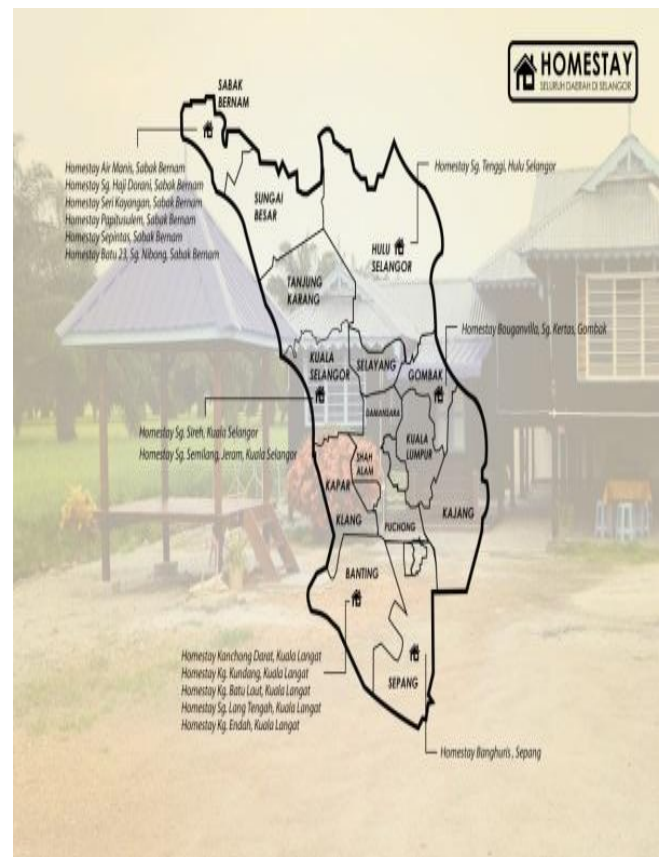 HOMESTAY
SELURUH DAERAH DI SELANGOR
SABAK
BERNAM
Homestay Air Manis, Sabak Bernam
Homestay Sg. Haji Dorani, Sabak Bernam
Homestay Seri Kayangan, Sabak Bernam
Homestay Papitusulem, Sabak Bernam
Homestay Sepintas, Sabak Bernam
Homestay Batu 23, Sg. Nibong, Sabak Bernam
Homestay Sg. Tenggi, Hulu Selangor
SUNGAI
BESAR
HULU
SELANGOR
TANJUNG
KARANG
Homestay Bouganvilla, Sg. Kertas, Gombak
KUALA
SELANGOR
SELAYANG
GOMBAK
DAMANSARA
Homestay Sg. Sireh, Kuala Selangor
Homestay Sg. Semilang, Jeram, Kuala Selangor
KUALA
LUMPUR
SHAH
ALAM
KAPAR
KLANG
PUCHONG
KAJANG
BANTING
SEPANG
Homestay Kanchong Darat, Kuala Langat
Homestay Kg. Kundang, Kuala Langat
Homestay Kg. Batu Laut, Kuala Langat
Homestay Sg. Lang Tengah, Kuala Langat
Homestay Kg. Endah, Kuala Langat
Homestay Banghuris , Sepang